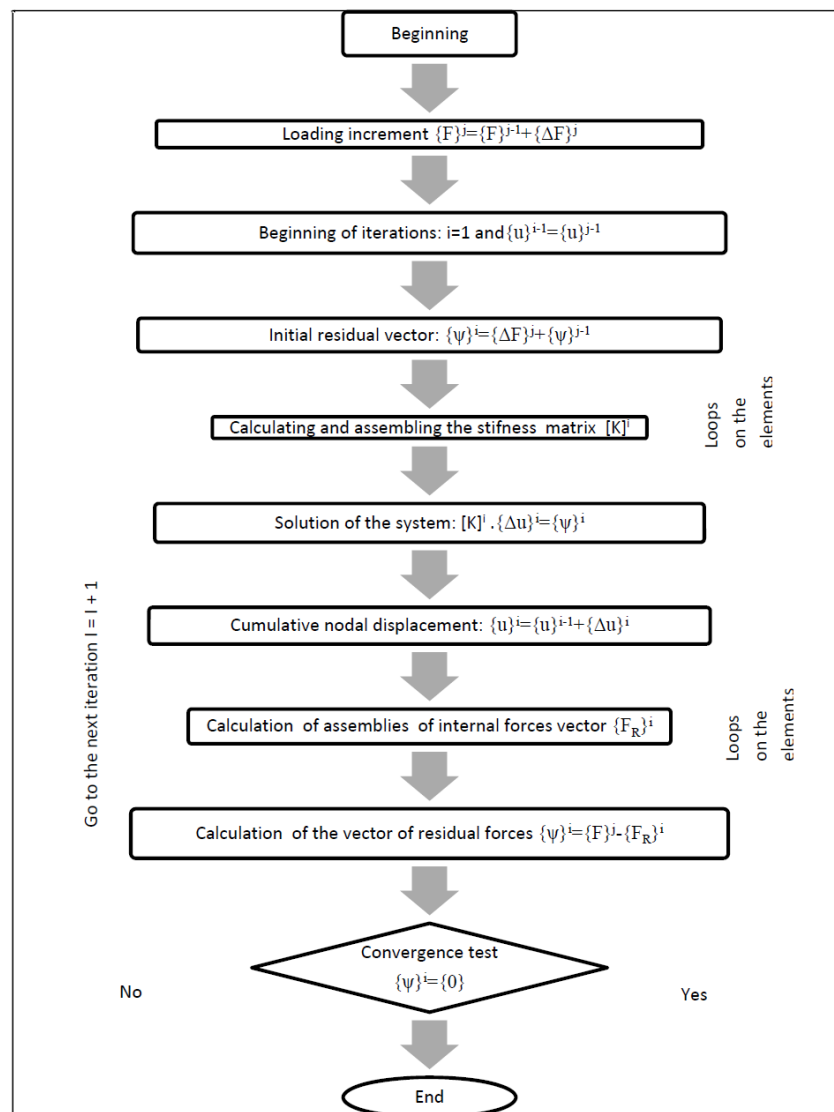 Beginning
Loading increment {F}ʲ={F}ʲ⁻¹+{ΔF}ʲ
Beginning of iterations: i=1 and {u}ⁱ⁻¹={u}ʲ⁻¹
Initial residual vector: {ψ}ⁱ={ΔF}ʲ+{ψ}ʲ⁻¹
Calculating and assembling the stifness matrix [K]ⁱ
Loops
on the
elements
Solution of the system: [K]ⁱ .{Δu}ⁱ={ψ}ⁱ
Cumulative nodal displacement: {u}ⁱ={u}ⁱ⁻¹+{Δu}ⁱ
Go to the next iteration I = I + 1
Calculation of assemblies of internal forces vector {F_R}ⁱ
Loops
on the
elements
Calculation of the vector of residual forces {ψ}ⁱ={F}ʲ-{F_R}ⁱ
Convergence test
{ψ}ⁱ={0}
No
Yes
End